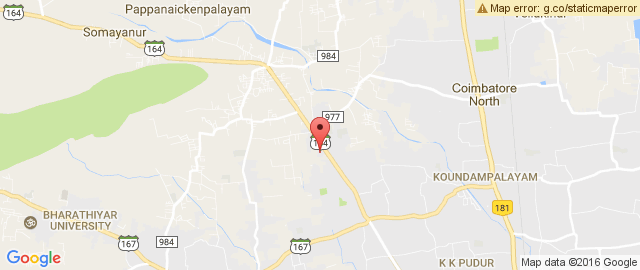 Pappanaickenpalayam
Map error: g.co/staticmaperror
164
Somayanur
164
984
Coimbatore
North
977
164
KOUNDAMPALAYAM
181
BHARATHIYAR
UNIVERSITY
167
984
167
K K PUDUR
Google
Map data ©2016 Google